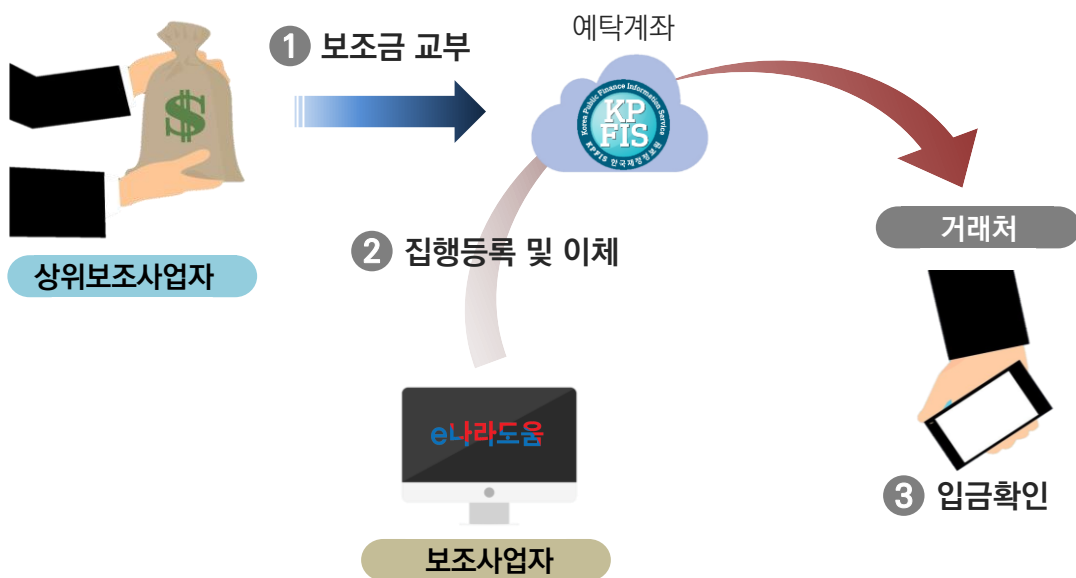 1 보조금 교부
예탁계좌
Korea Public Finance Information Service
KP
FIS
KPFIS 한국재정정보원
거래처
2 집행등록 및 이체
상위보조사업자
$
e나라도움
3 입금확인
보조사업자